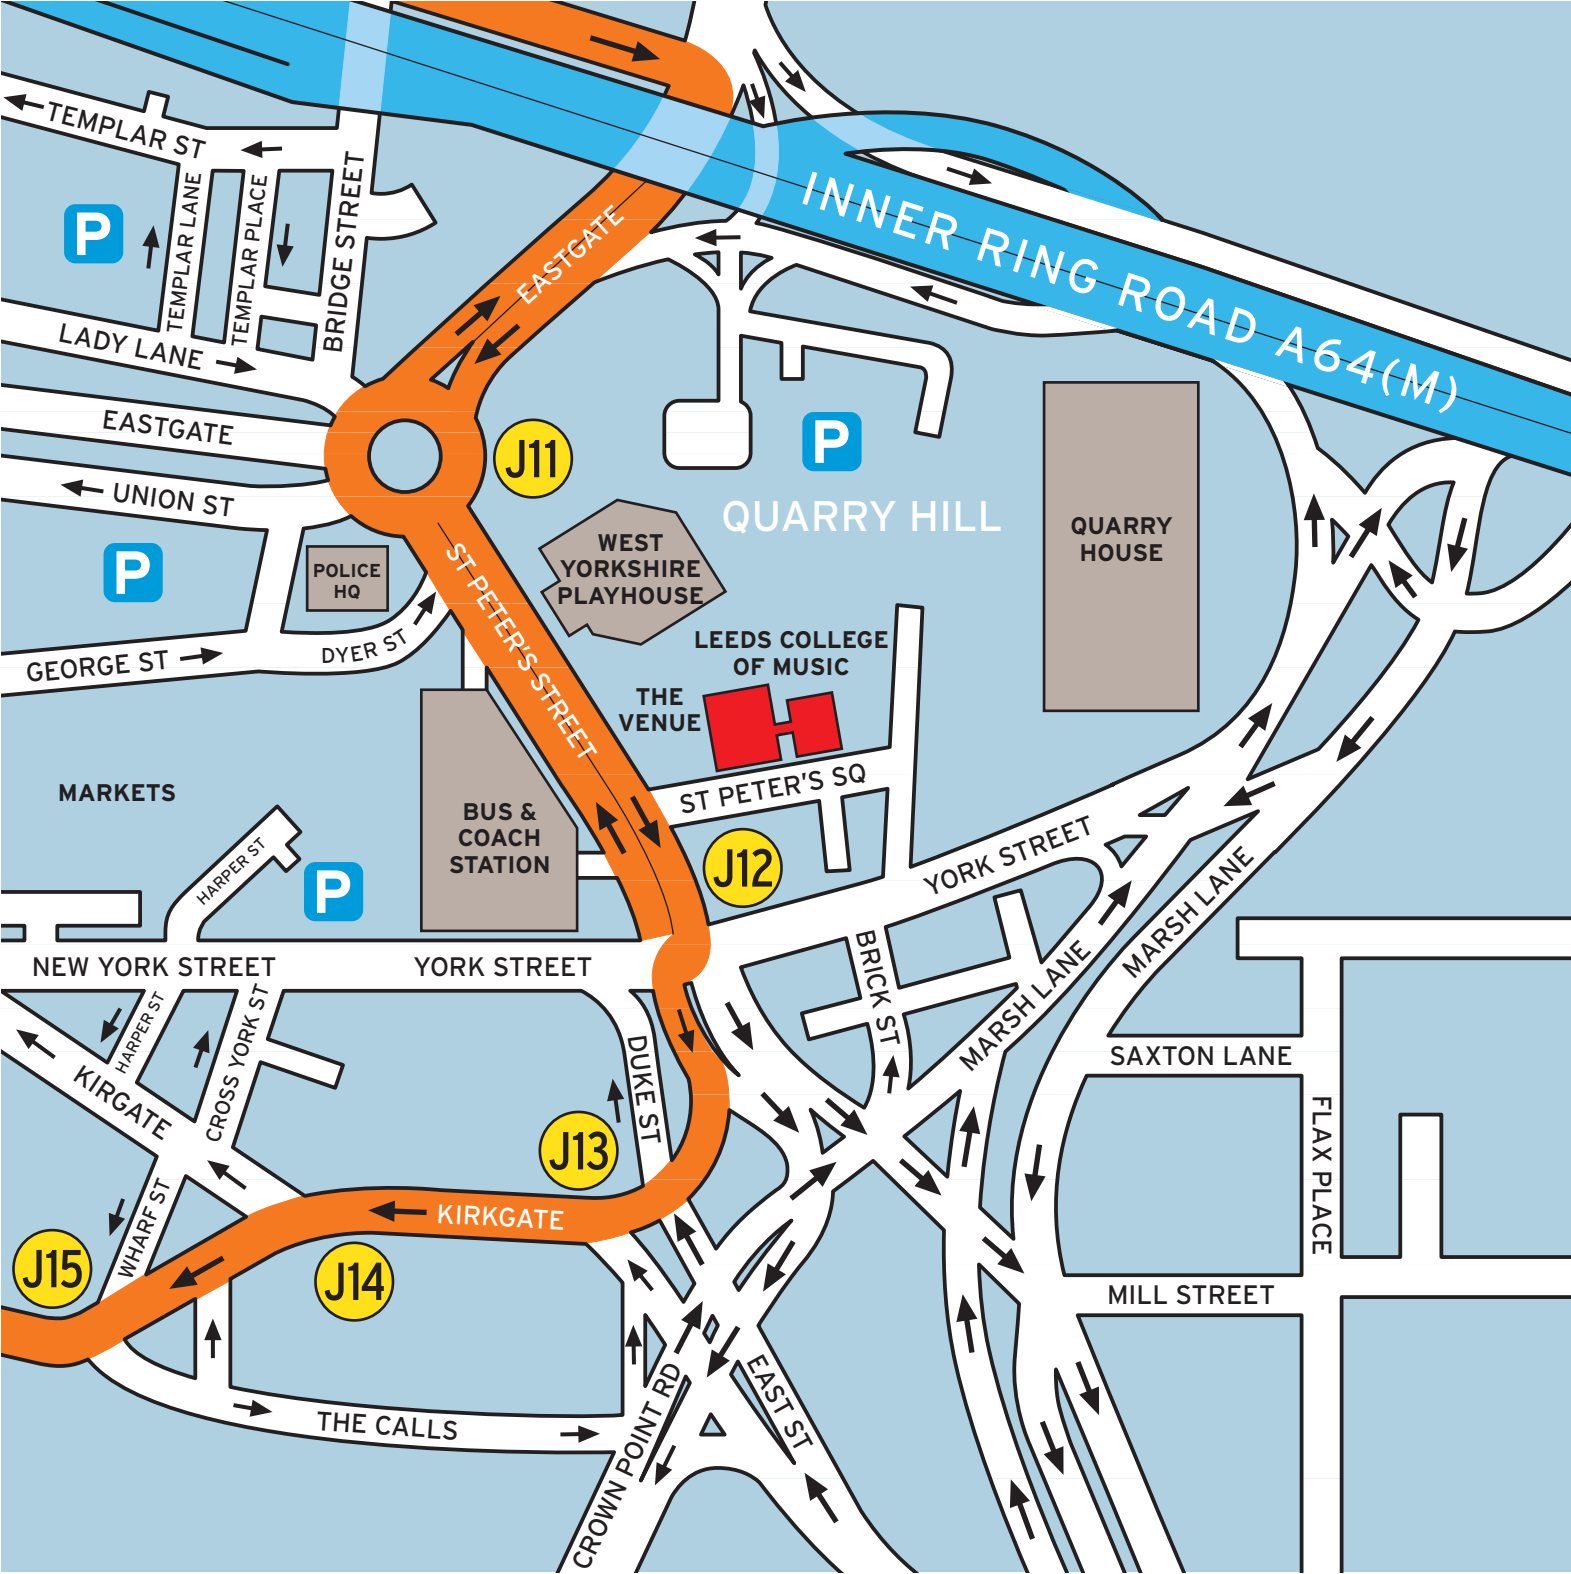 TEMPLAR ST
P
TEMPLAR LANE
TEMPLAR PLACE
BRIDGE STREET
LADY LANE
EASTGATE
EASTGATE
INNER RING ROAD A64(M)
J11
P
UNION ST
QUARRY HILL
P
POLICE
HQ
WEST
YORKSHIRE
PLAYHOUSE
QUARRY
HOUSE
GEORGE ST
DYER ST
ST PETER'S STREET
LEEDS COLLEGE
OF MUSIC
THE
VENUE
ST PETER'S SQ
MARKETS
BUS &
COACH
STATION
HARPER ST
P
J12
YORK STREET
MARSH LANE
NEW YORK STREET
YORK STREET
BRICK ST
MARSH LANE
HARPER ST
CROSS YORK ST
KIRGATE
DUKE ST
SAXTON LANE
FLAX PLACE
J13
WHARF ST
KIRKGATE
J15
J14
MILL STREET
THE CALLS
CROWN POINT RD
EAST ST